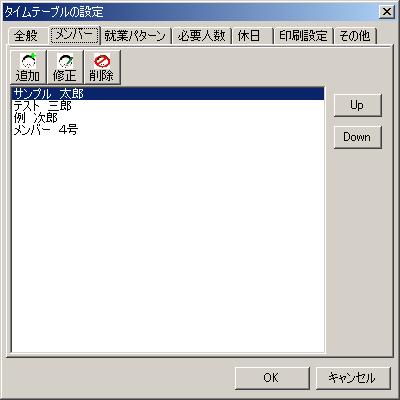 タイムテーブルの設定
全般 メンバー 就業パターン 必要人数 休日 印刷設定 その他
追加 修正 削除
サンプル 太郎
テスト 三郎
例 次郎
メンバー 4号
Up
Down
OK キャンセル